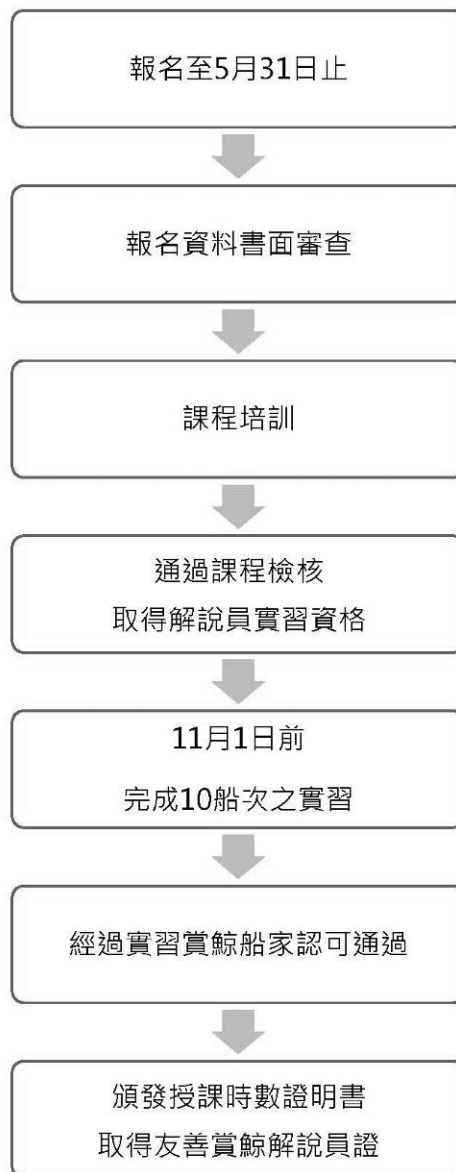 報名至5月31日止
報名資料書面審查
課程培訓
通過課程檢核
取得解說員實習資格
11月1日前
完成10船次之實習
經過實習賞鯨船家認可通過
頒發授課時數證明書
取得友善賞鯨解說員證